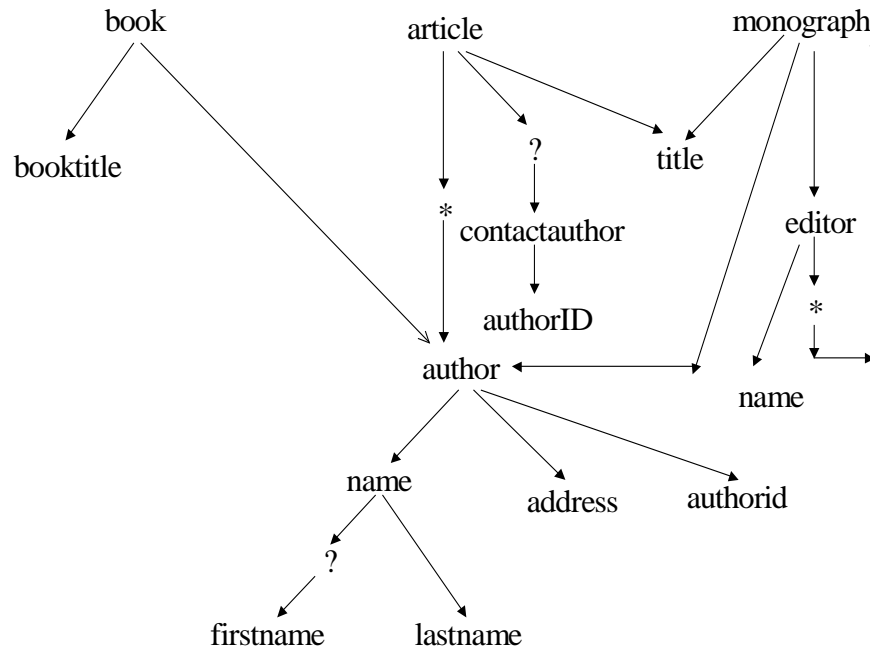 book article monograph
?
booktitle title
*
contactauthor editor
*
authorID
author
name
name
address authorid
?
firstname lastname